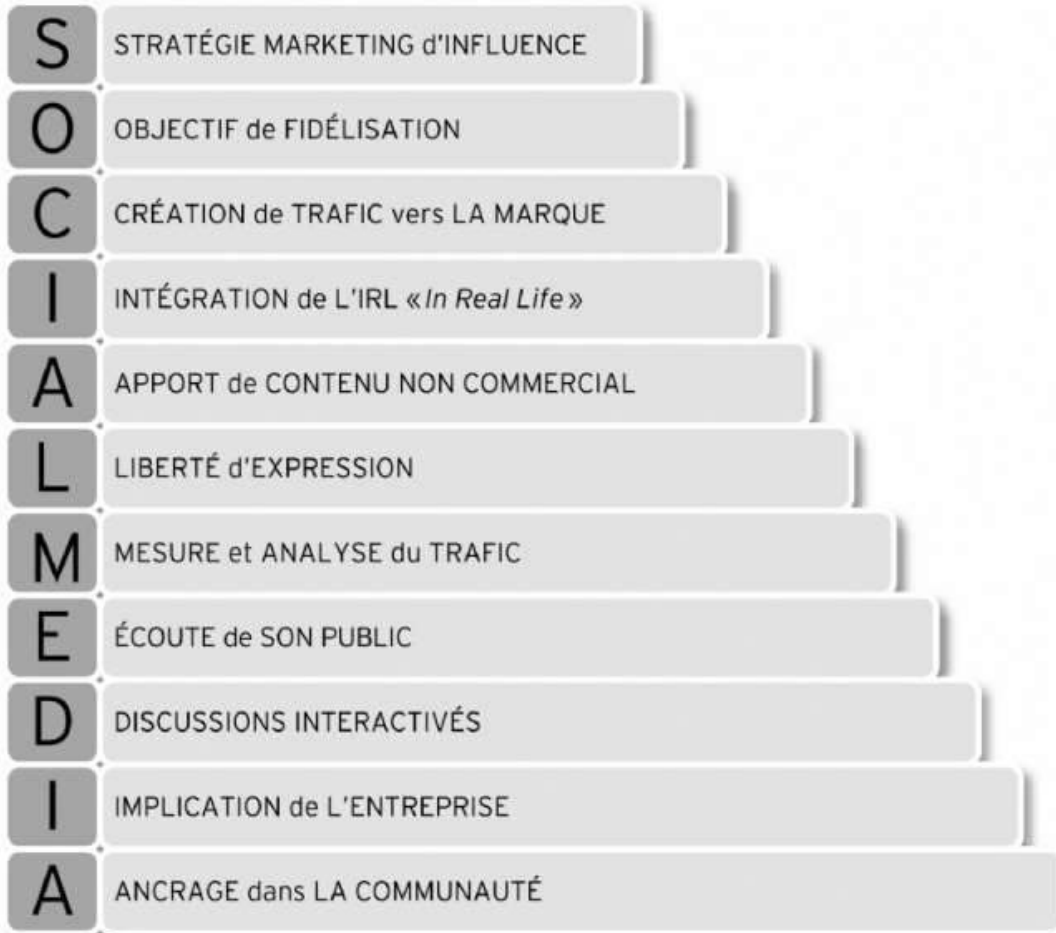 S STRATÉGIE MARKETING d'INFLUENCE
O OBJECTIF de FIDÉLISATION
C CRÉATION de TRAFIC vers LA MARQUE
I INTÉGRATION de L'IRL «In Real Life»
A APPORT de CONTENU NON COMMERCIAL
L LIBERTÉ d'EXPRESSION
M MESURE et ANALYSE du TRAFIC
E ÉCOUTE de SON PUBLIC
D DISCUSSIONS INTERACTIVÉS
I IMPLICATION de L'ENTREPRISE
A ANCRAGE dans LA COMMUNAUTÉ